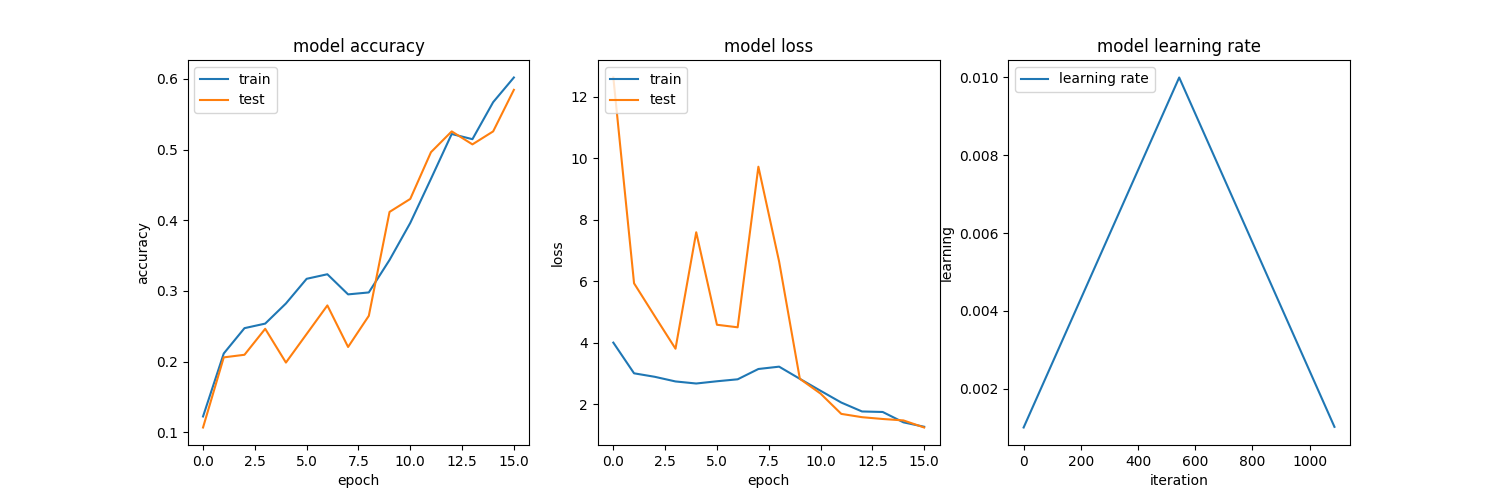 model accuracy
train
test
0.6
0.5
0.4
0.3
0.2
0.1
accuracy
0.0 2.5 5.0 7.5 10.0 12.5 15.0
epoch
model loss
train
test
12
10
8
6
4
2
loss
0.0 2.5 5.0 7.5 10.0 12.5 15.0
epoch
model learning rate
learning rate
0.010
0.008
0.006
0.004
0.002
learning
0 200 400 600 800 1000
iteration